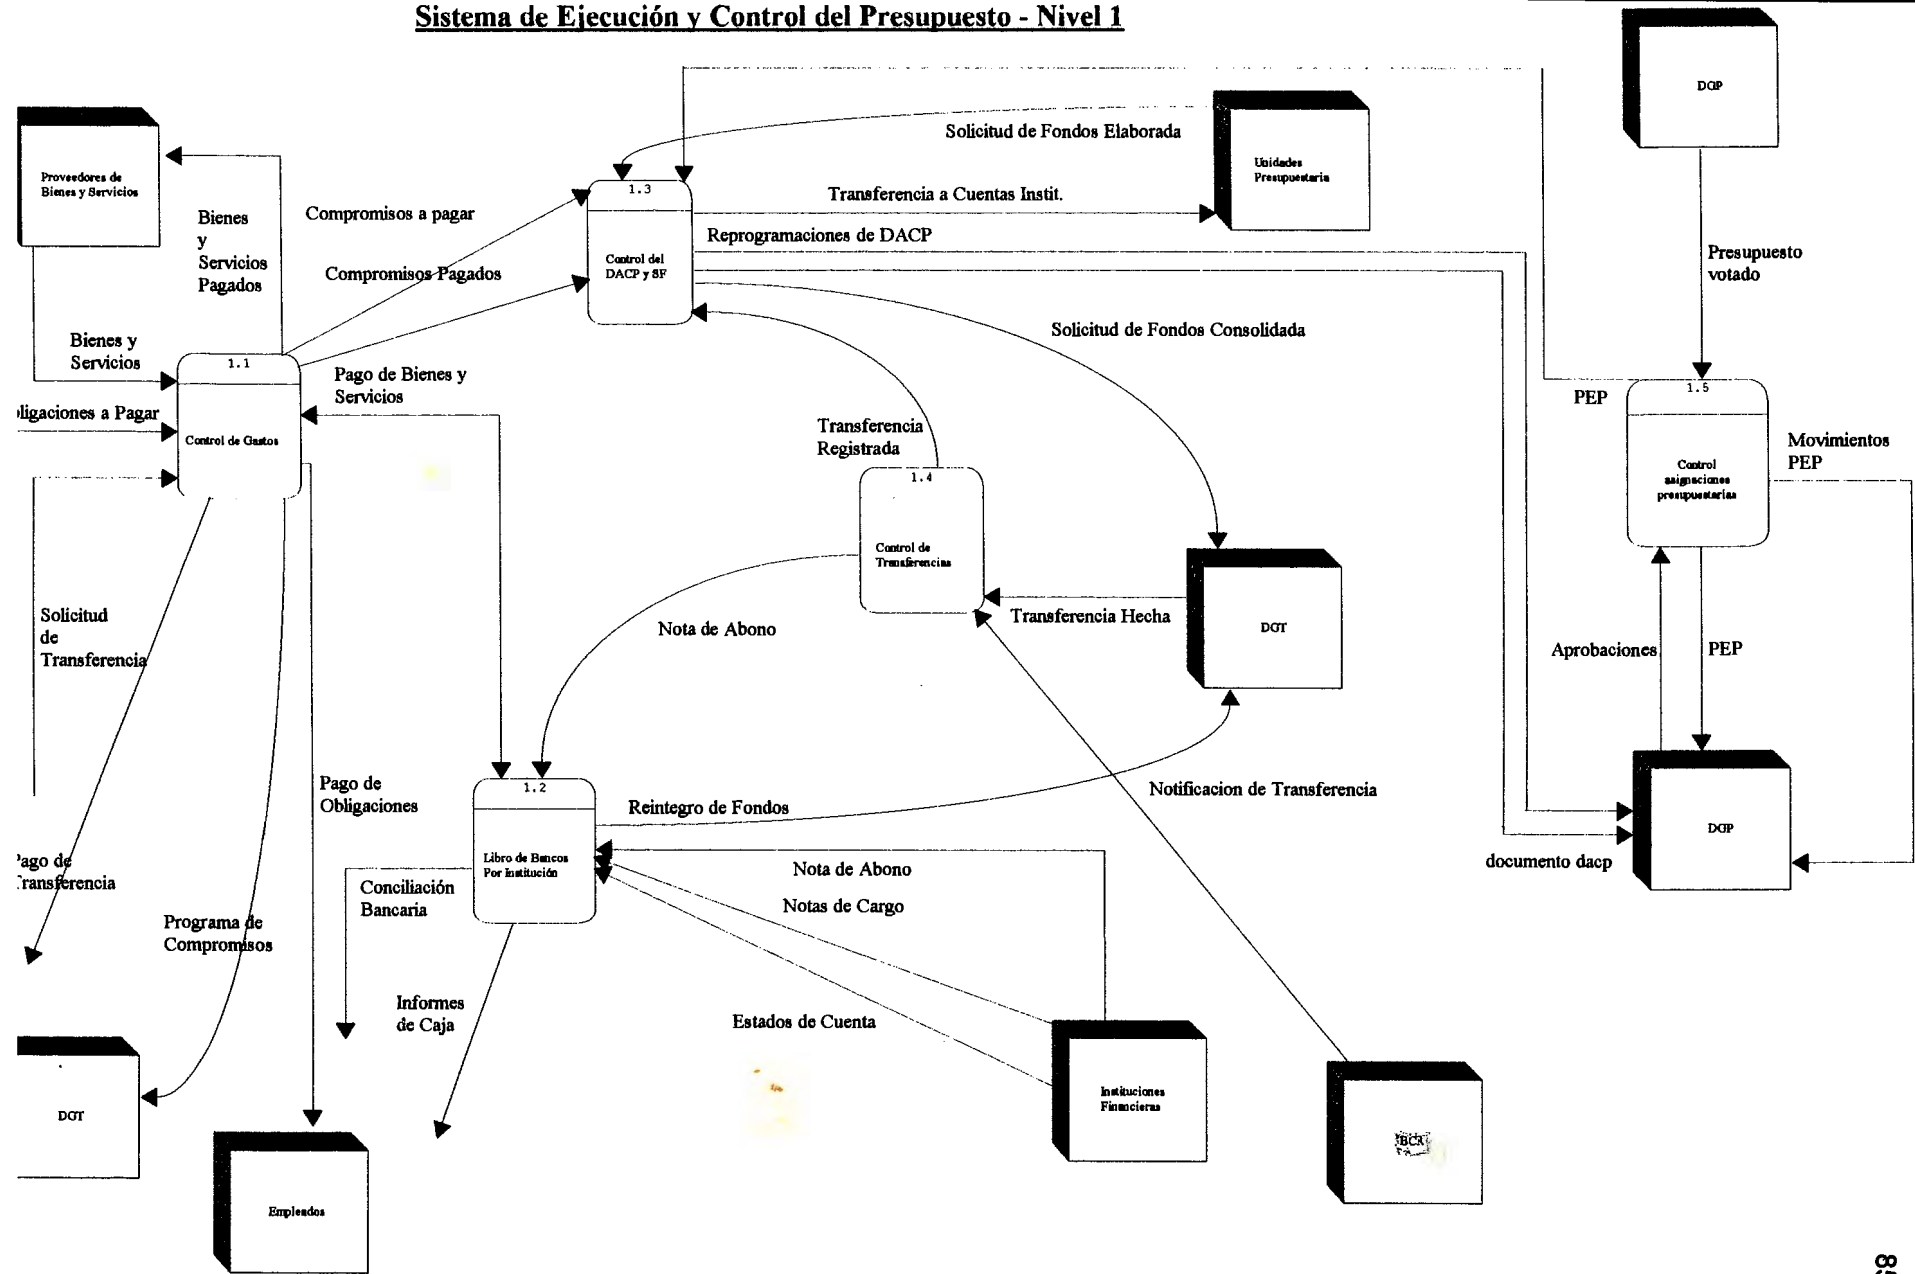 Sistema de Ejecución y Control del Presupuesto - Nivel 1
DGP
Solicitud de Fondos Elaborada
Unidades
Presupuestaria
Proveedores de
Bienes y Servicios
1.3
Transferencia a Cuentas Instit.
Bienes
y
Servicios
Pagados
Compromisos a pagar
Reprogramaciones de DACP
Control del
DACP y SF
Compromisos Pagados
Presupuesto
votado
Solicitud de Fondos Consolidada
Bienes y
Servicios
1.1
Pago de Bienes y
Servicios
1.5
PEP
ligaciones a Pagar
Control de Gastos
Transferencia
Registrada
Movimientos
PEP
Control
asignaciones
presupuestarias
1.4
Control de
Transferencias
Solicitud
de
Transferencia
Nota de Abono
Transferencia Hecha
DGT
Aprobaciones
PEP
Pago de
Obligaciones
1.2
Reintegro de Fondos
Notificacion de Transferencia
DGP
Libro de Bancos
Por Institución
documento dacp
Pago de
Transferencia
Conciliación
Bancaria
Nota de Abono
Notas de Cargo
Programa de
Compromisos
Informes
de Caja
Estados de Cuenta
Instituciones
Financieras
DGT
BCR
Empleados